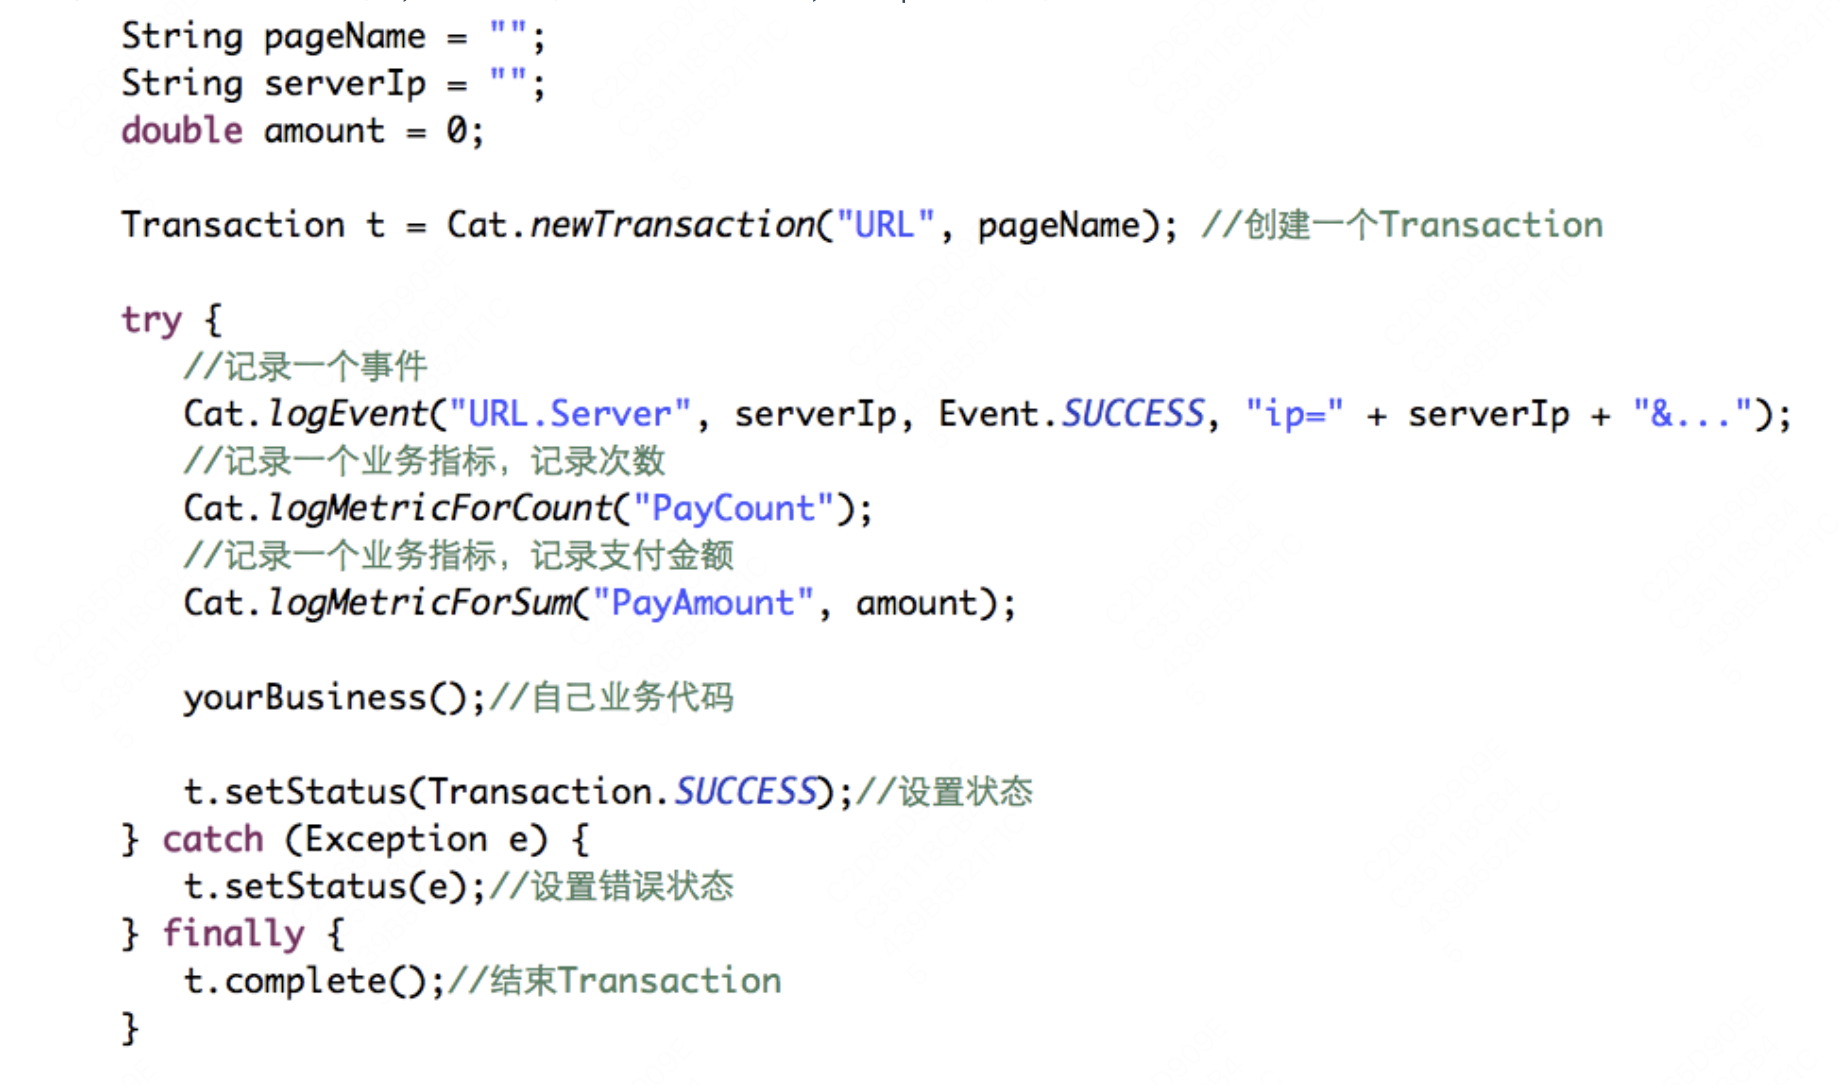 String pageName = "";
String serverIp = "";
double amount = 0;
Transaction t = Cat.newTransaction("URL", pageName); //创建一个Transaction
try {
//记录一个事件
Cat.logEvent("URL.Server", serverIp, Event.SUCCESS, "ip=" + serverIp + "&...");
//记录一个业务指标，记录次数
Cat.logMetricForCount("PayCount");
//记录一个业务指标，记录支付金额
Cat.logMetricForSum("PayAmount", amount);
yourBusiness();//自己业务代码
t.setStatus(Transaction.SUCCESS);//设置状态
} catch (Exception e) {
t.setStatus(e);//设置错误状态
} finally {
t.complete();//结束Transaction
}